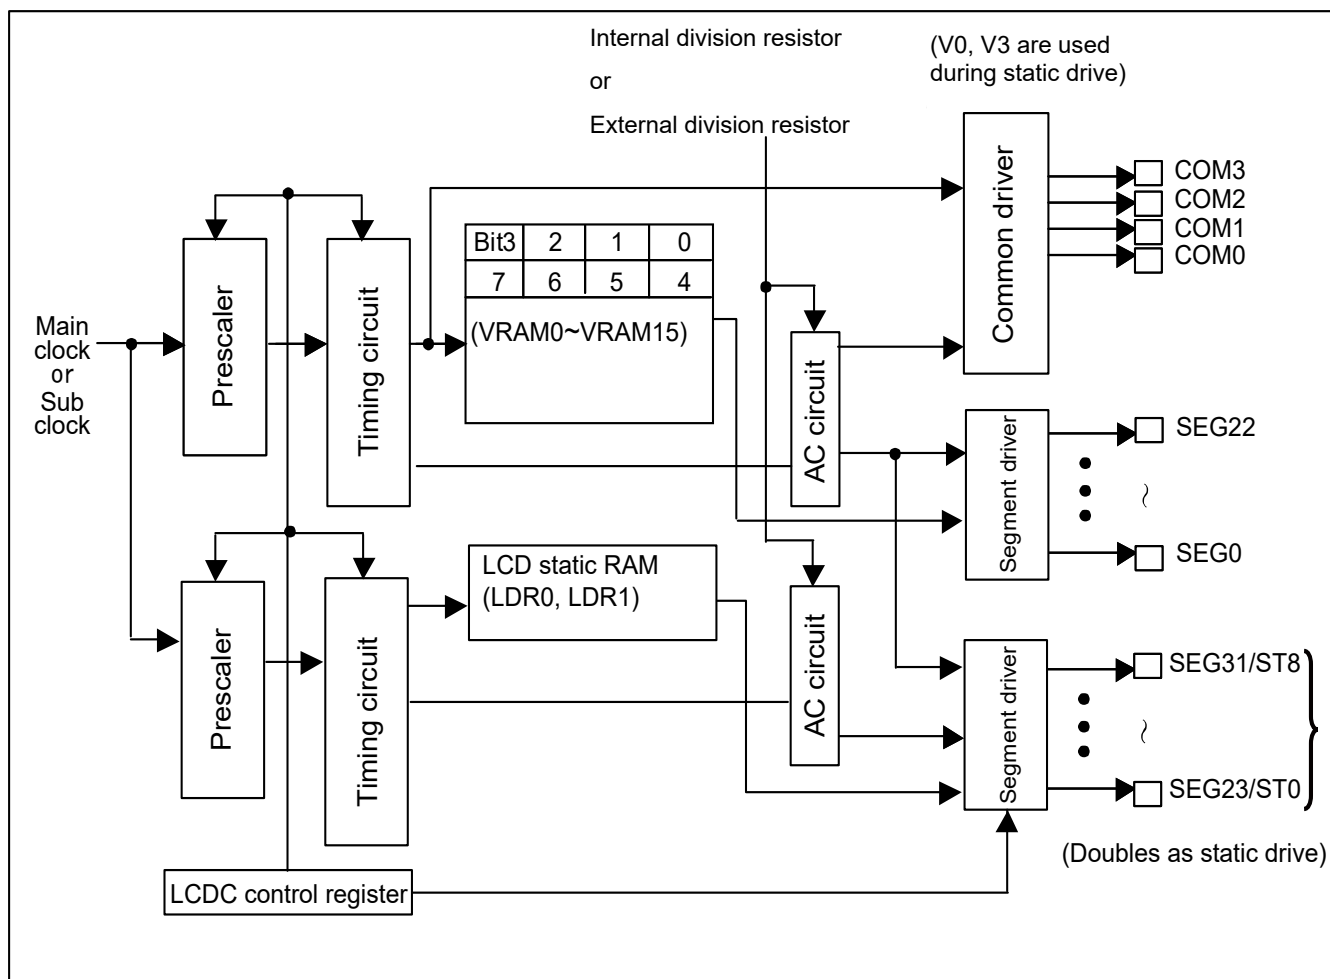 Internal division resistor
or
External division resistor
(V0, V3 are used
during static drive)
Common driver
COM3
COM2
COM1
COM0
Main
clock
or
Sub
clock
Prescaler
Timing circuit
Bit3 2 1 0
7 6 5 4
(VRAM0~VRAM15)
AC circuit
Segment driver
SEG22
~
SEG0
Prescaler
Timing circuit
LCD static RAM
(LDR0, LDR1)
AC circuit
Segment driver
SEG31/ST8
~
SEG23/ST0
(Doubles as static drive)
LCDC control register